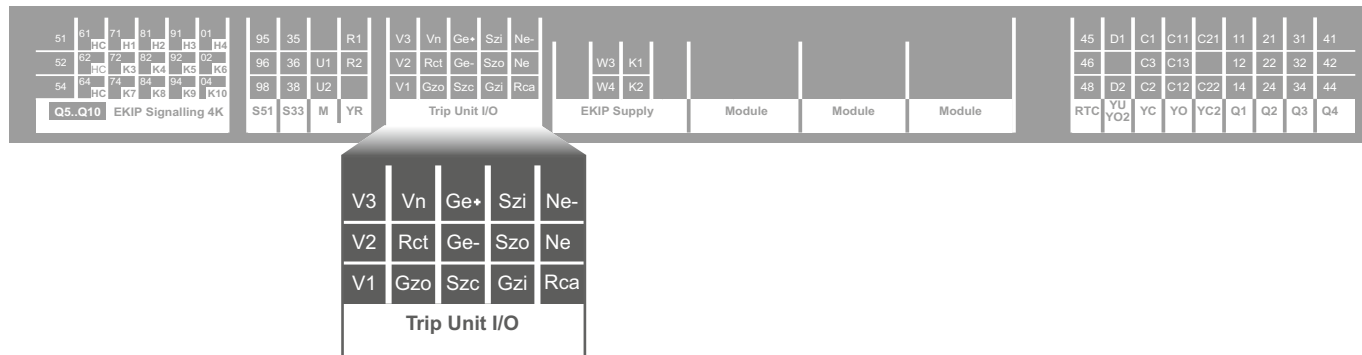 51 61 HC 71 H1 81 H2 91 H3 01 H4 95 35 R1 V3 Vn Ge+ Szi Ne- 45 D1 C1 C11 C21 11 21 31 41
52 62 HC 72 K3 82 K4 92 K5 02 K6 96 36 U1 R2 V2 Rct Ge- Szo Ne W3 K1 46 C3 C13 12 22 32 42
54 64 HC 74 K7 84 K8 94 K9 04 K10 98 38 U2 V1 Gzo Szc Gzi Rca W4 K2 48 D2 C2 C12 C22 14 24 34 44
Q5..Q10 EKIP Signalling 4K S51 S33 M YR Trip Unit I/O EKIP Supply Module Module Module RTC YU YO2 YC YO YC2 Q1 Q2 Q3 Q4
V3 Vn Ge+ Szi Ne-
V2 Rct Ge- Szo Ne
V1 Gzo Szc Gzi Rca
Trip Unit I/O